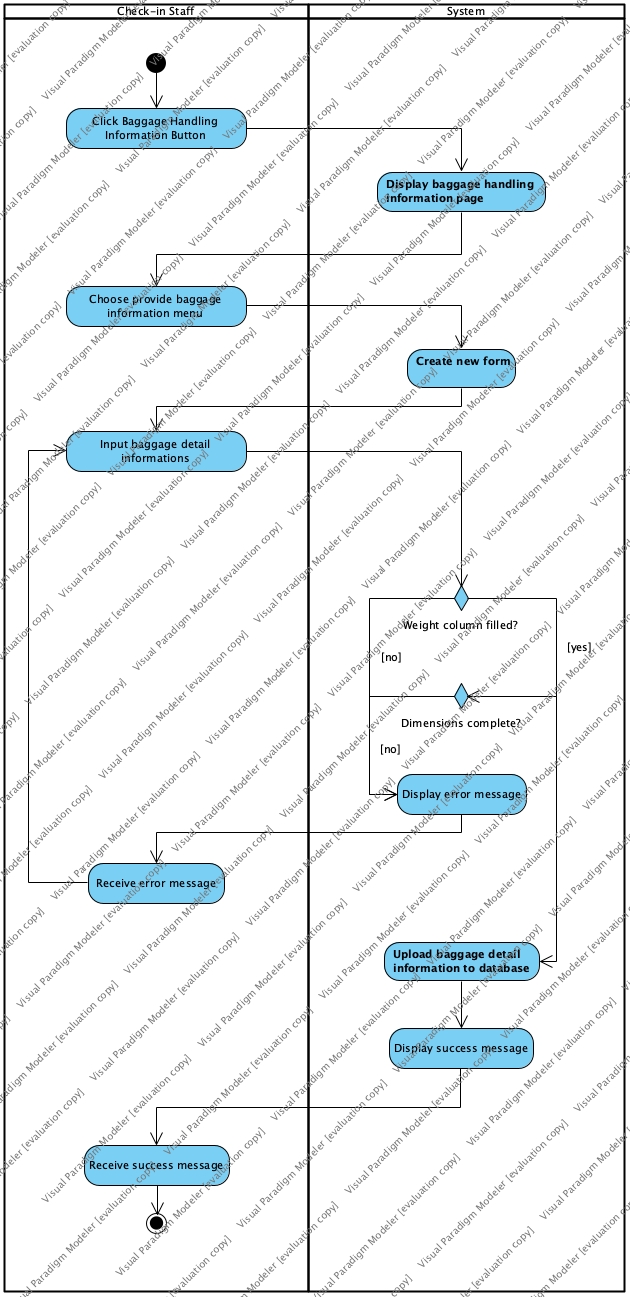 Check-in Staff
System
Click Baggage Handling
Information Button
Display baggage handling
information page
Choose provide baggage
information menu
Create new form
Input baggage detail
informations
Weight column filled?
[no]
[yes]
Dimensions complete?
[no]
Display error message
Receive error message
Upload baggage detail
information to database
Display success message
Receive success message
Visual Paradigm Modeler [evaluation copy]